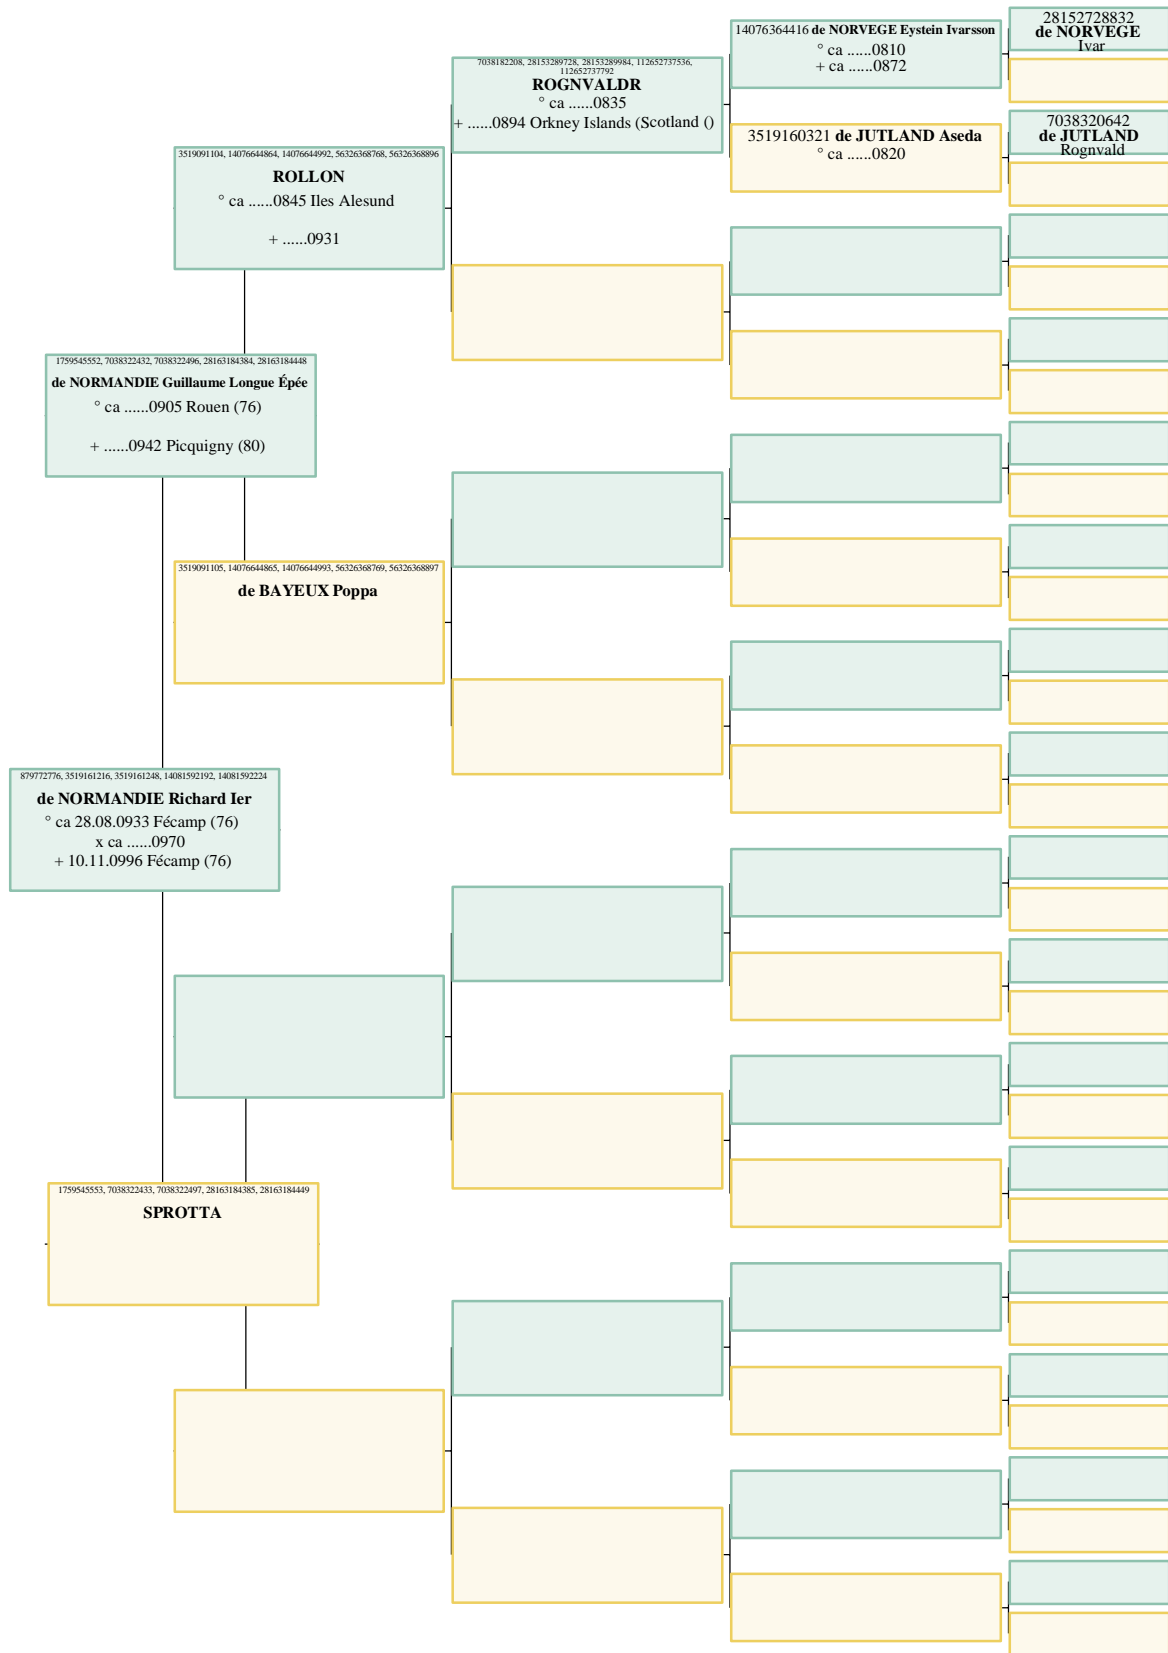 28152728832
de NORVEGE
Ivar
14076364416 de NORVEGE Eystein Ivarsson
° ca ......0810
+ ca ......0872
7038182208, 28153289728, 28153289984, 112652737536,
112652737792
ROGNVALDR
° ca ......0835
+ ......0894 Orkney Islands (Scotland ()
7038320642
de JUTLAND
Rognvald
3519160321 de JUTLAND Aseda
° ca ......0820
3519091104, 14076644864, 14076644992, 56326368768, 56326368896
ROLLON
° ca ......0845 Iles Alesund
+ ......0931
1759545552, 7038322432, 7038322496, 28163184384, 28163184448
de NORMANDIE Guillaume Longue Épée
° ca ......0905 Rouen (76)
+ ......0942 Picquigny (80)
3519091105, 14076644865, 14076644993, 56326368769, 56326368897
de BAYEUX Poppa
879772776, 3519161216, 3519161248, 14081592192, 14081592224
de NORMANDIE Richard Ier
° ca 28.08.0933 Fécamp (76)
x ca ......0970
+ 10.11.0996 Fécamp (76)
1759545553, 7038322433, 7038322497, 28163184385, 28163184449
SPROTTA